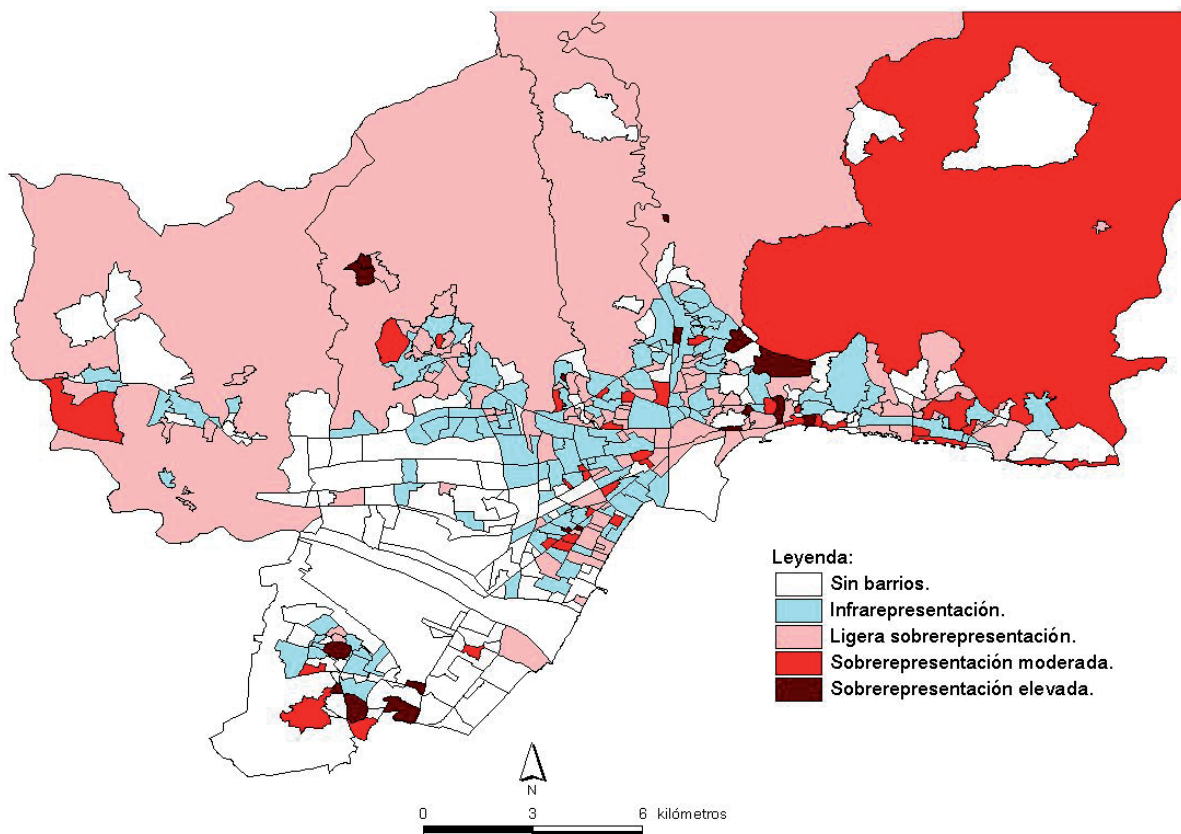 Leyenda:
Sin barrios.
Infrarepresentación.
Ligera sobrerepresentación.
Sobrerepresentación moderada.
Sobrerepresentación elevada.
N
0 3 6 kilómetros